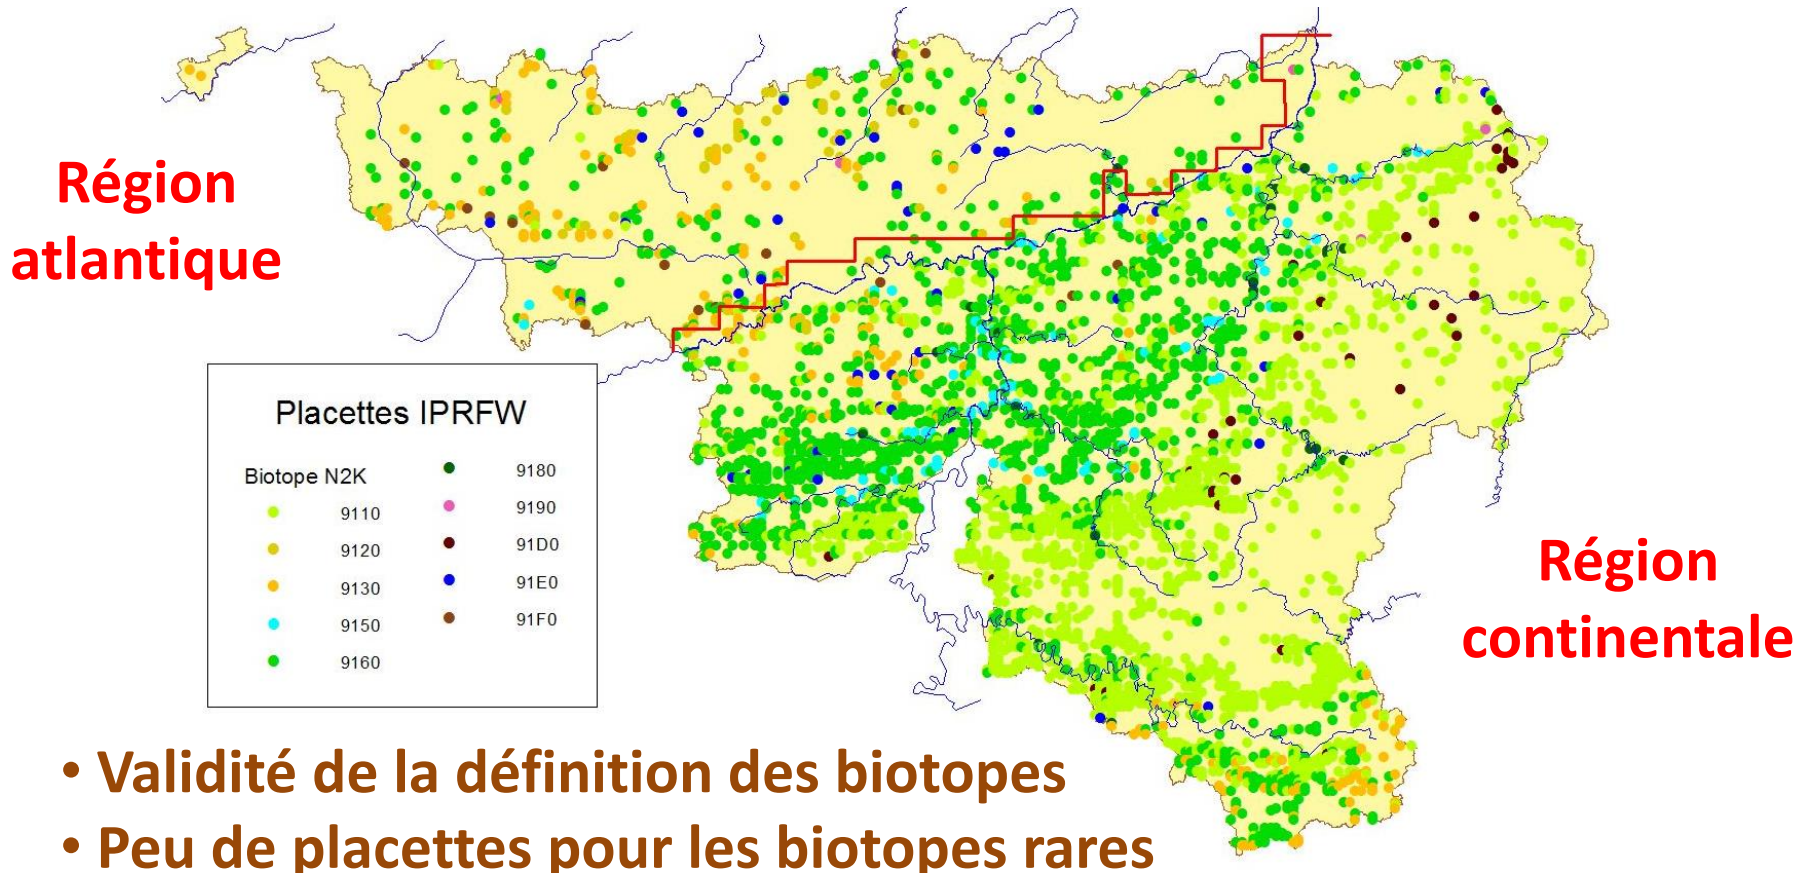 Région
atlantique
Placettes IPRFW
Biotope N2K
9110
9120
9130
9150
9160
9180
9190
91D0
91E0
91F0
Région
continentale
• Validité de la définition des biotopes
• Peu de placettes pour les biotopes rares